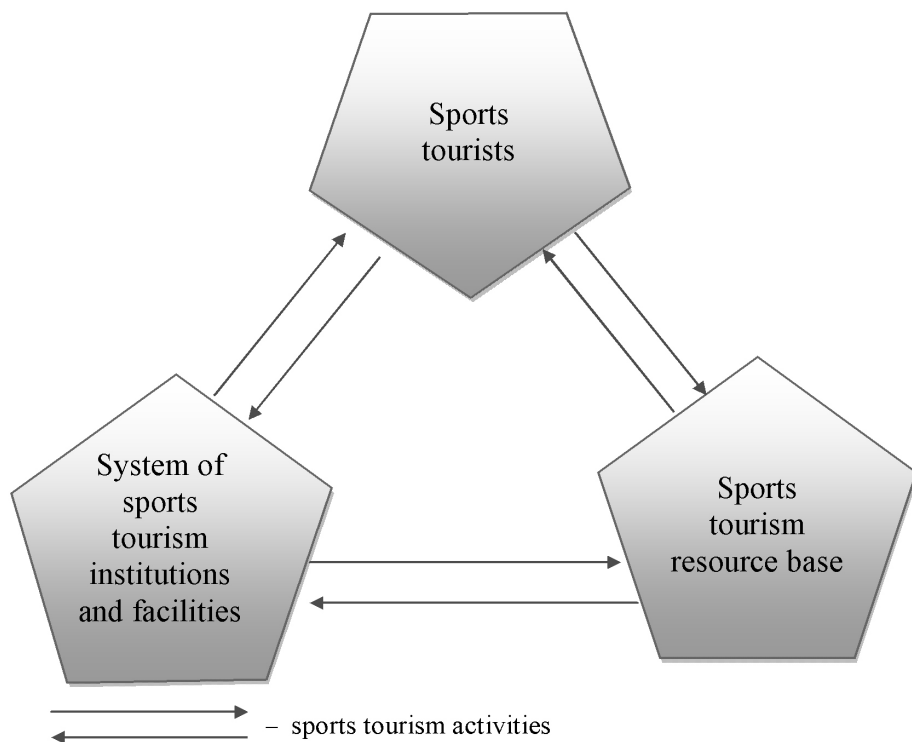 Sports
tourists
System of
sports
tourism
institutions
and facilities
Sports
tourism
resource base
– sports tourism activities